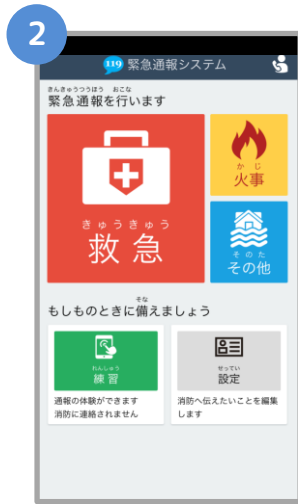 2
119 緊急通報システム
きんきゅうつうほう おこな
緊急通報を行います
きゅうきゅう
救急
かじ
火事
そのた
その他
そな
もしものときに備えましょう
れんしゅう
練習
通報の体験ができます
消防に連絡されません
せってい
設定
消防へ伝えたいことを編集
します